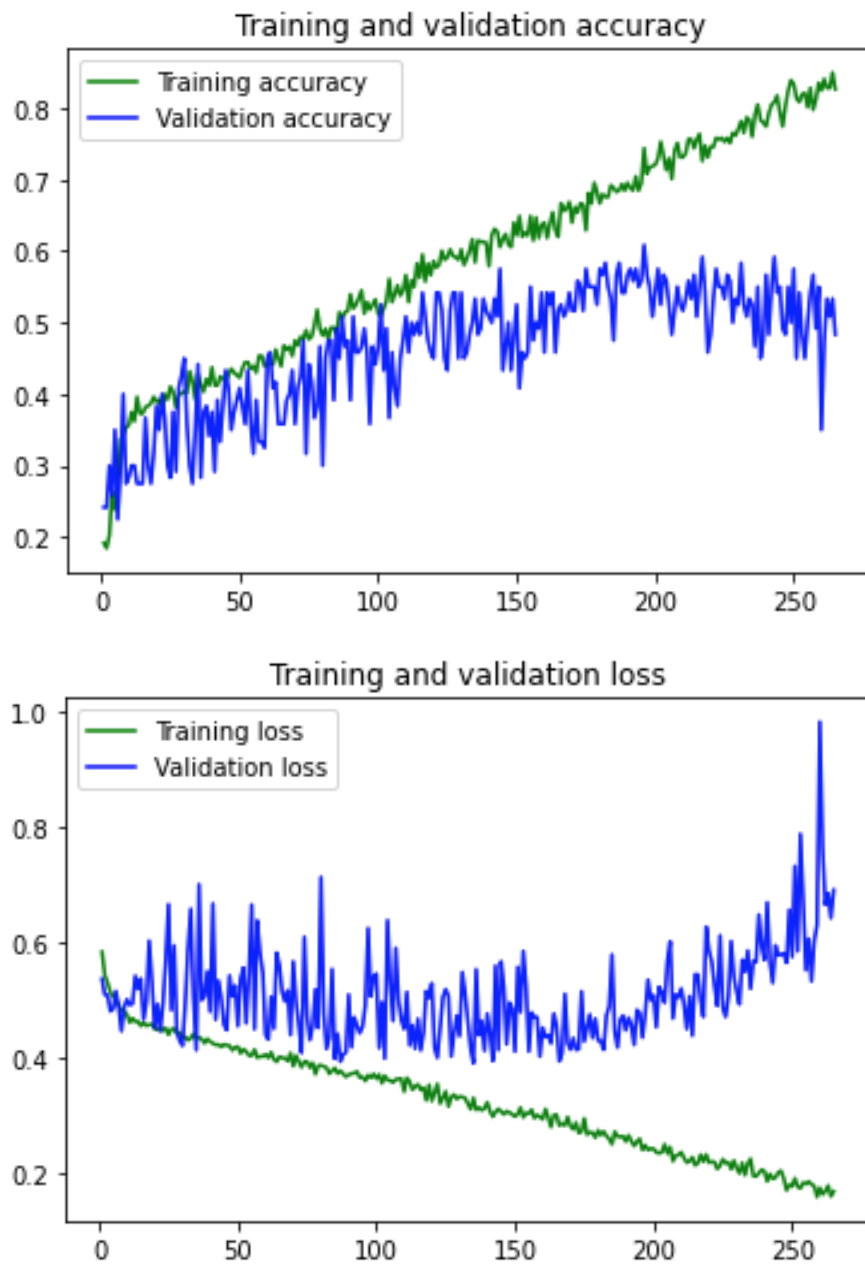 Training and validation accuracy
Training accuracy
Validation accuracy
0.8
0.7
0.6
0.5
0.4
0.3
0.2
0 50 100 150 200 250
Training and validation loss
1.0
Training loss
Validation loss
0.8
0.6
0.4
0.2
0 50 100 150 200 250